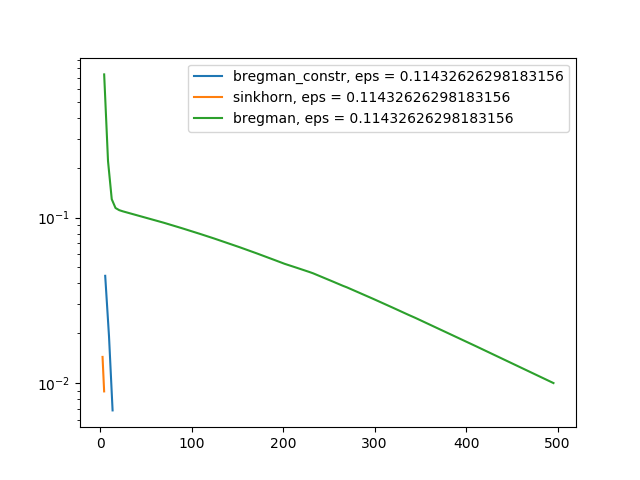 bregman_constr, eps = 0.11432626298183156
sinkhorn, eps = 0.11432626298183156
bregman, eps = 0.11432626298183156
10⁻¹
10⁻²
0 100 200 300 400 500